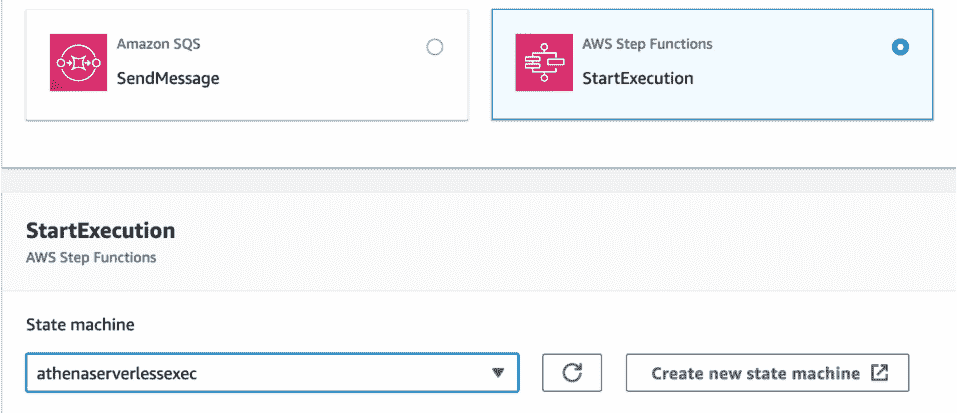 Amazon SQS
SendMessage
AWS Step Functions
StartExecution
StartExecution
AWS Step Functions
State machine
athenaserverlessexec
Create new state machine